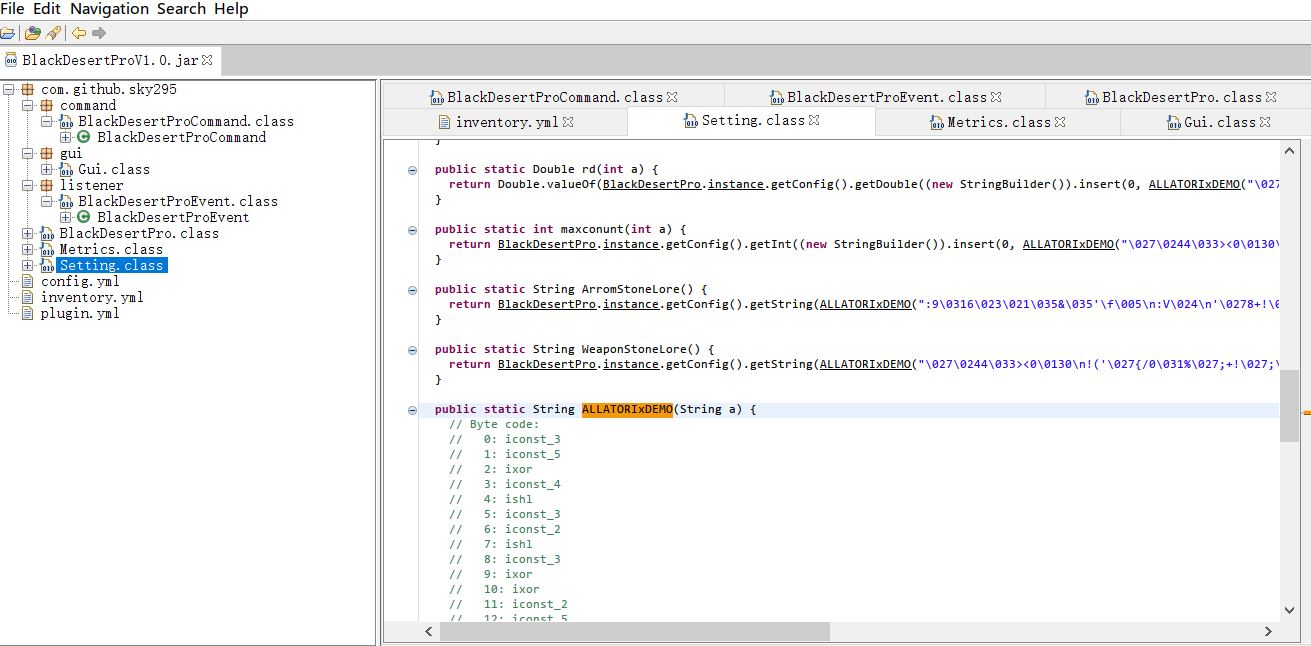 File Edit Navigation Search Help
BlackDesertProV1.0.jar
com.github.sky295
command
BlackDesertProCommand.class
BlackDesertProCommand
gui
Gui.class
listener
BlackDesertProEvent.class
BlackDesertProEvent
BlackDesertPro.class
Metrics.class
Setting.class
config.yml
inventory.yml
plugin.yml
BlackDesertProCommand.class BlackDesertProEvent.class BlackDesertPro.class
inventory.yml Setting.class Metrics.class Gui.class
}
public static Double rd(int a) {
return Double.valueOf(BlackDesertPro.instance.getConfig().getDouble((new StringBuilder()).insert(0, ALLATORIxDEMO("\027
}
public static int maxconunt(int a) {
return BlackDesertPro.instance.getConfig().getInt((new StringBuilder()).insert(0, ALLATORIxDEMO("\027\0244\033><0\0130\
}
public static String ArromStoneLore() {
return BlackDesertPro.instance.getConfig().getString(ALLATORIxDEMO(":9\0316\023\021\035&\035'\f\005\n:V\024\n'\0278+!\0
}
public static String WeaponStoneLore() {
return BlackDesertPro.instance.getConfig().getString(ALLATORIxDEMO("\027\0244\033><0\0130\n!('\027{/0\031%\027;+!\027;\
}
public static String ALLATORIxDEMO(String a) {
// Byte code:
//   0: iconst_3
//   1: iconst_5
//   2: ixor
//   3: iconst_4
//   4: ishl
//   5: iconst_3
//   6: iconst_2
//   7: ishl
//   8: iconst_3
//   9: ixor
//   10: ixor
//   11: iconst_2
//   12: iconst_5